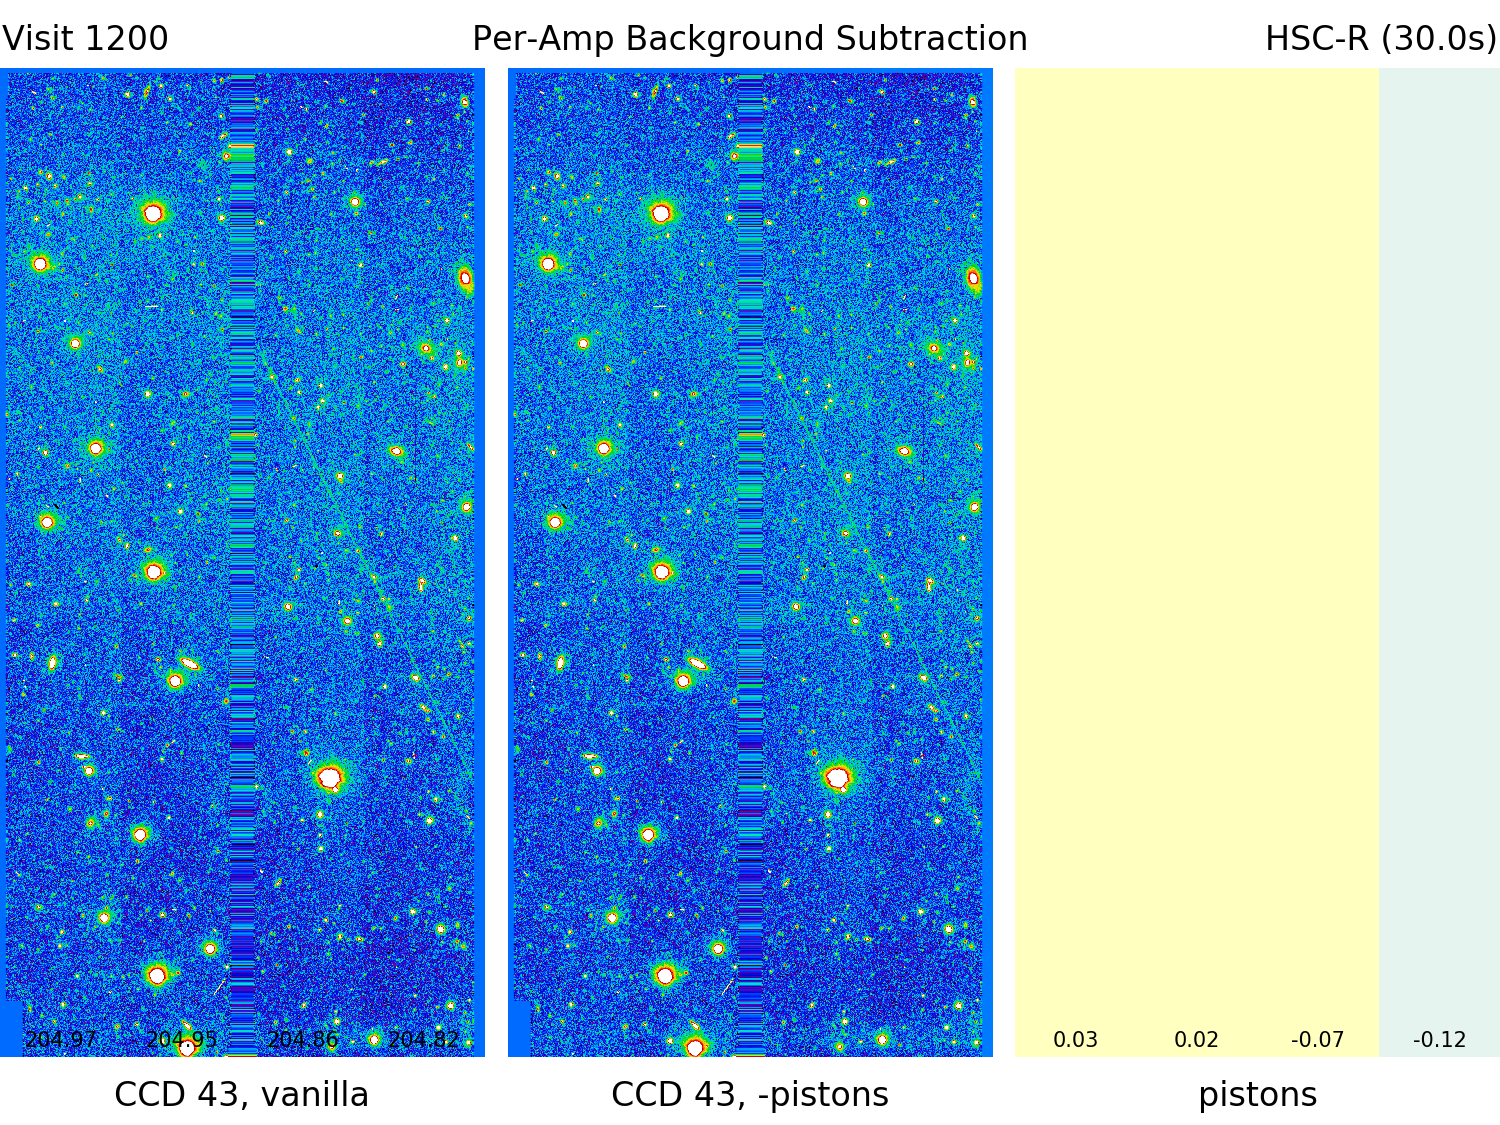 Visit 1200 Per-Amp Background Subtraction HSC-R (30.0s)
204.97 204.95 204.86 204.82 0.03 0.02 -0.07 -0.12
CCD 43, vanilla CCD 43, -pistons pistons